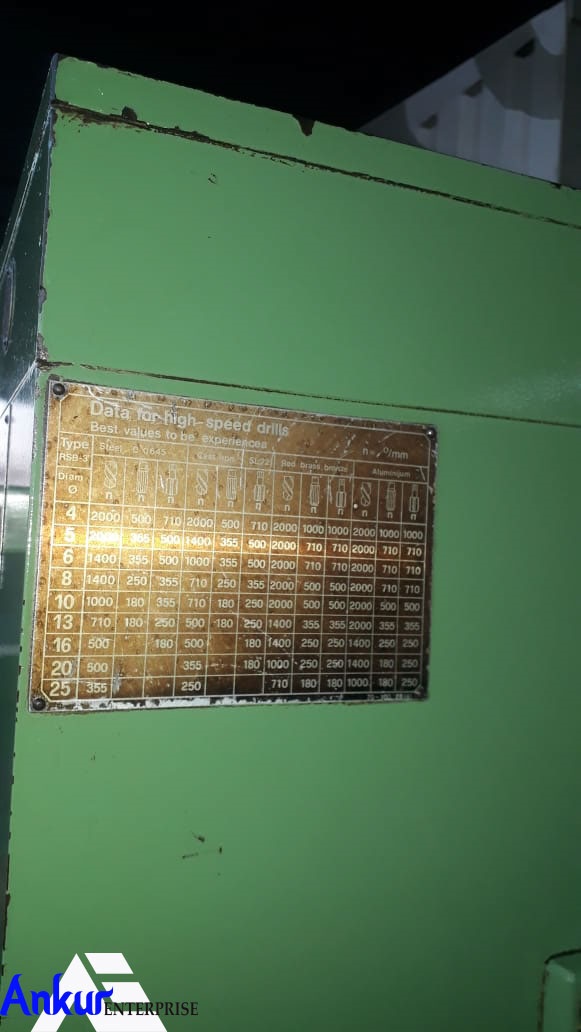 Data for high-speed drills
Best values to be experienced
n= /mm
Type Steel Cast iron Red brass, bronze Aluminium
RSB-3
Diam n n n n n n n n n n n n
Ø
4 2000 500 710 2000 500 710 2000 1000 1000 2000 1000 1000
5 2000 365 500 1400 355 500 2000 710 710 2000 710 710
6 1400 355 500 1000 355 500 2000 710 710 2000 710 710
8 1400 250 355 710 250 355 2000 500 500 2000 710 710
10 1000 180 355 710 180 250 2000 500 500 2000 500 500
13 710 180 250 500 180 250 1400 355 355 1400 355 355
16 500 180 500 180 1400 250 250 1400 250 250
20 500 355 180 1000 250 250 1400 180 250
25 355 250 710 180 180 1000 180 250
Ankur ENTERPRISE